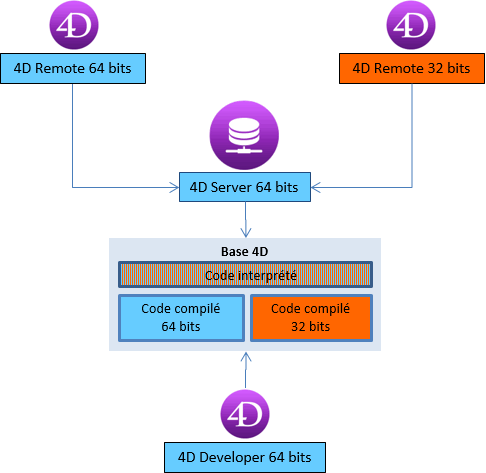 4D
4D
4D Remote 64 bits
4D Remote 32 bits
4D Server 64 bits
Base 4D
Code interprété
Code compilé
64 bits
Code compilé
32 bits
4D
4D Developer 64 bits